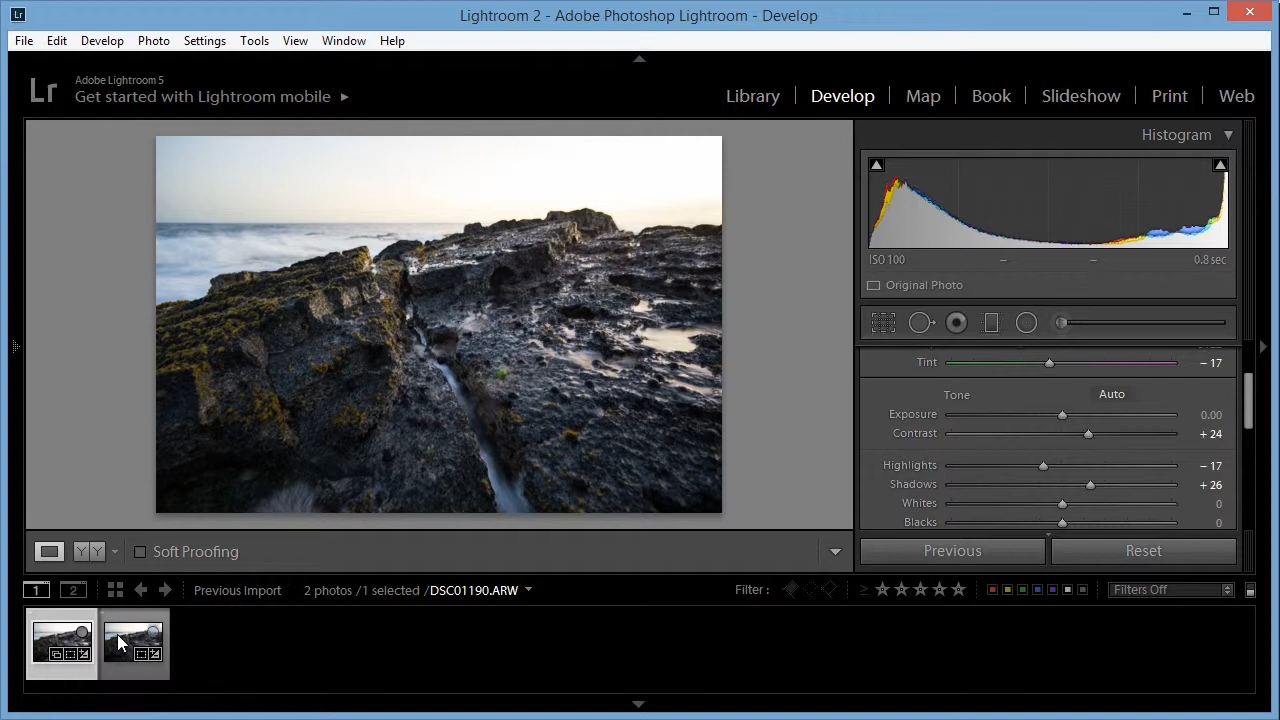 Lr
Lightroom 2 - Adobe Photoshop Lightroom - Develop
File Edit Develop Photo Settings Tools View Window Help
Lr
Adobe Lightroom 5
Get started with Lightroom mobile
Library Develop Map Book Slideshow Print Web
Histogram
ISO 100 – – 0.8 sec
Original Photo
Tint – 17
Tone Auto
Exposure 0.00
Contrast + 24
Highlights – 17
Shadows + 26
Whites 0
Blacks 0
YY Soft Proofing
Previous Reset
1 2 Previous Import 2 photos /1 selected /DSC01190.ARW Filter : ≥ Filters Off